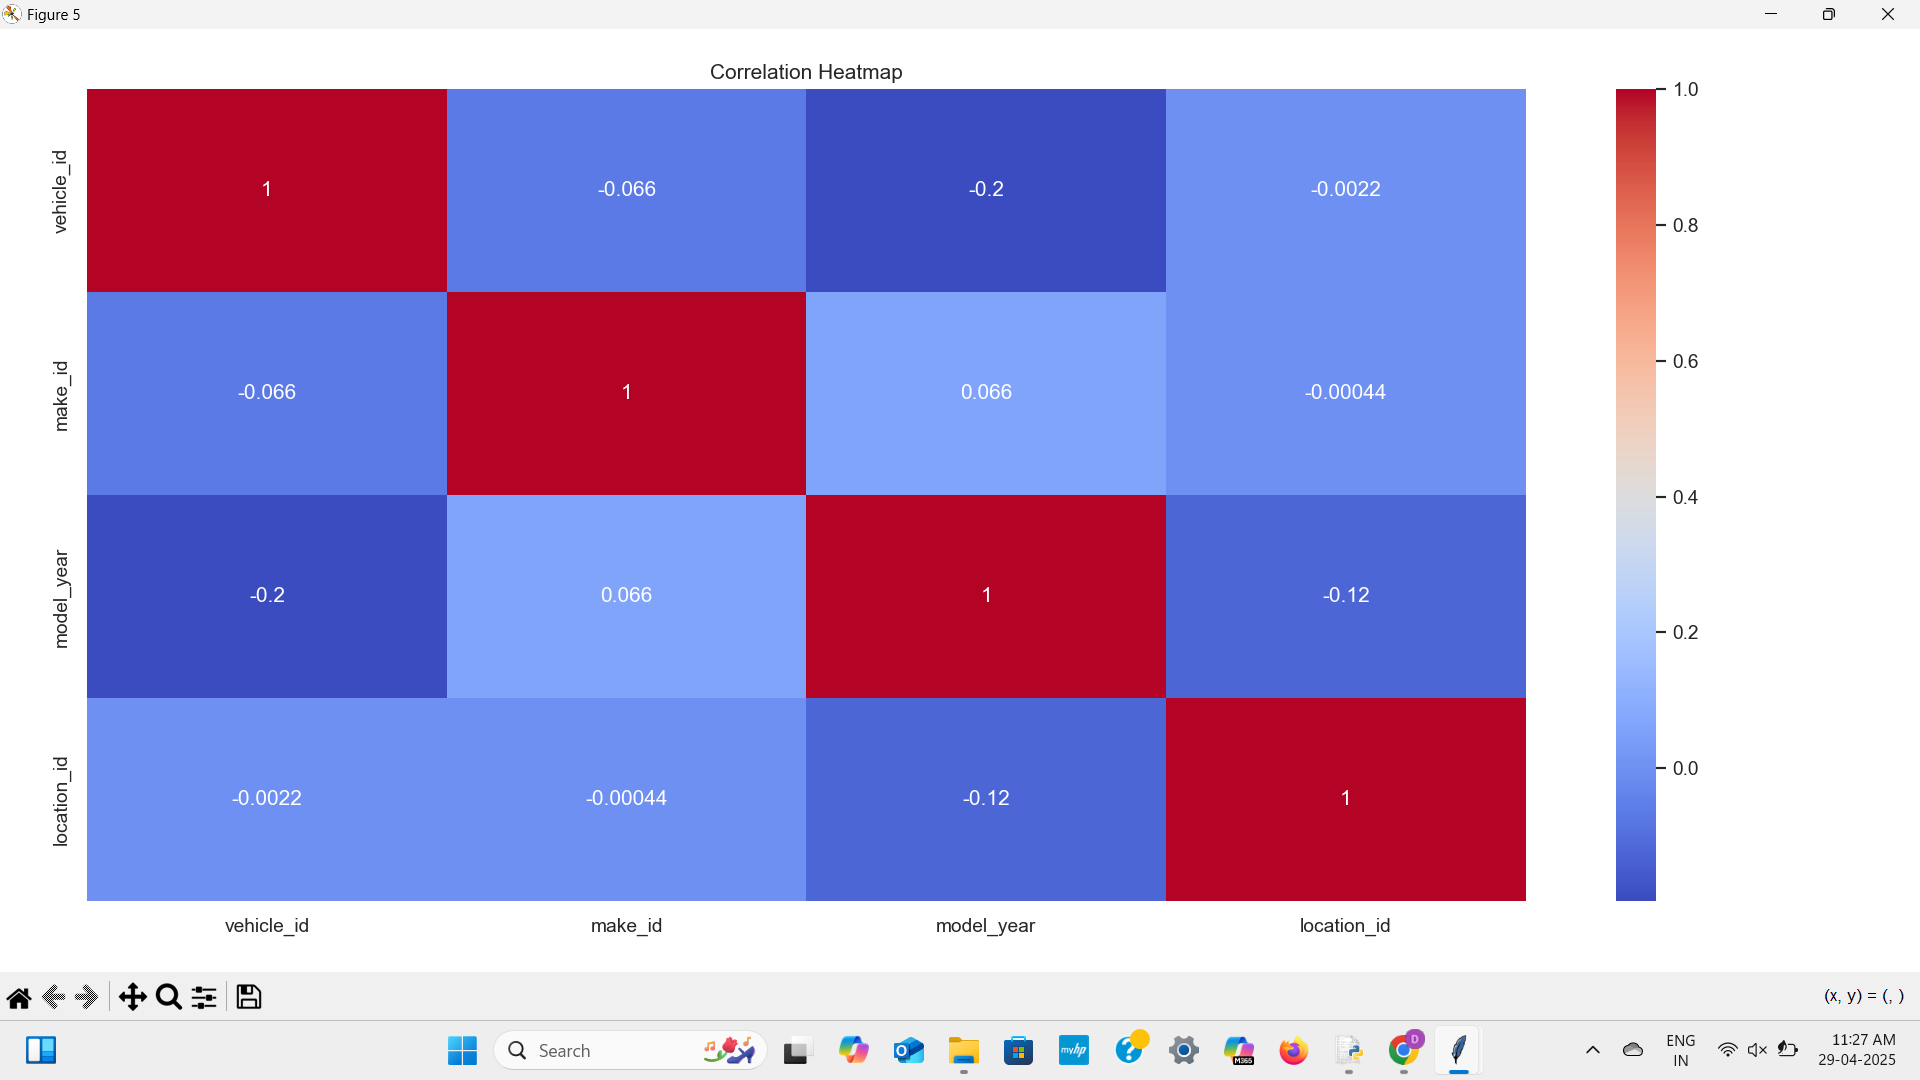 Figure 5
Correlation Heatmap
vehicle_id
1
-0.066
-0.2
-0.0022
make_id
-0.066
1
0.066
-0.00044
model_year
-0.2
0.066
1
-0.12
location_id
-0.0022
-0.00044
-0.12
1
vehicle_id
make_id
model_year
location_id
1.0
0.8
0.6
0.4
0.2
0.0
(x, y) = (, )
Search
myhp
M365
D
ENG
IN
11:27 AM
29-04-2025